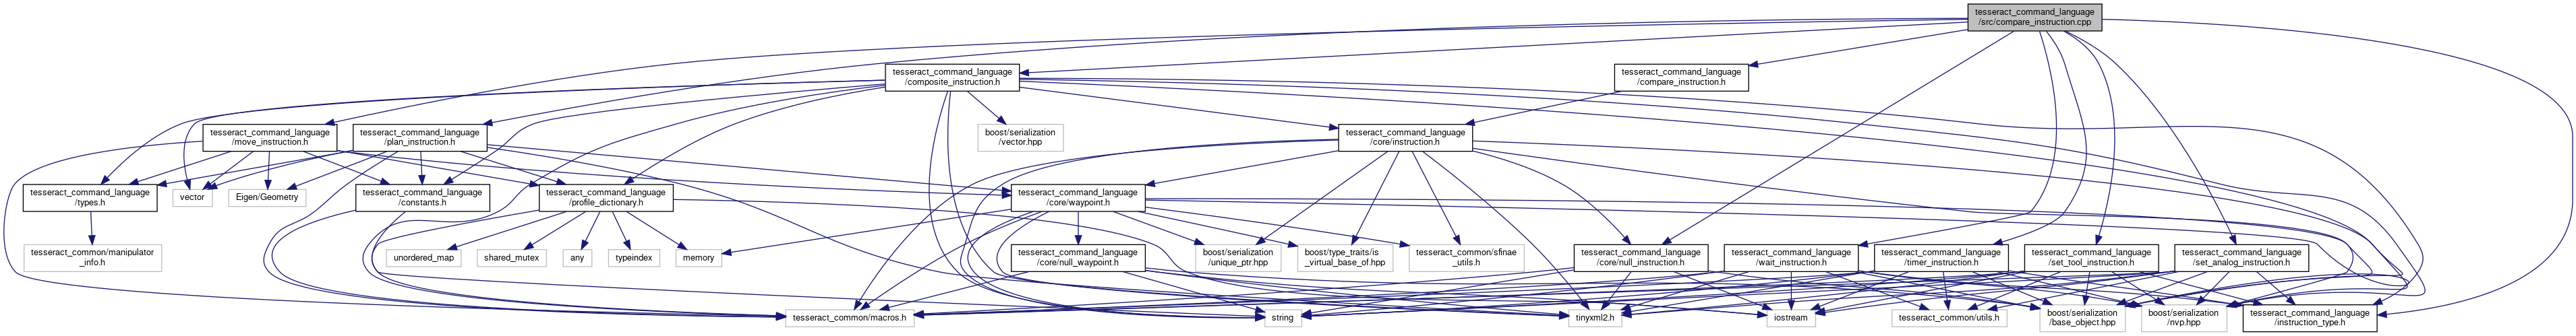 tesseract_command_language
/src/compare_instruction.cpp
tesseract_command_language
/composite_instruction.h
tesseract_command_language
/compare_instruction.h
tesseract_command_language
/move_instruction.h
tesseract_command_language
/plan_instruction.h
boost/serialization
/vector.hpp
tesseract_command_language
/core/instruction.h
tesseract_command_language
/types.h
vector
Eigen/Geometry
tesseract_command_language
/constants.h
tesseract_command_language
/profile_dictionary.h
tesseract_command_language
/core/waypoint.h
tesseract_common/manipulator
_info.h
unordered_map
shared_mutex
any
typeindex
memory
tesseract_command_language
/core/null_waypoint.h
boost/serialization
/unique_ptr.hpp
boost/type_traits/is
_virtual_base_of.hpp
tesseract_common/sfinae
_utils.h
tesseract_command_language
/core/null_instruction.h
tesseract_command_language
/wait_instruction.h
tesseract_command_language
/timer_instruction.h
tesseract_command_language
/set_tool_instruction.h
tesseract_command_language
/set_analog_instruction.h
tesseract_common/macros.h
string
tinyxml2.h
iostream
tesseract_common/utils.h
boost/serialization
/base_object.hpp
boost/serialization
/nvp.hpp
tesseract_command_language
/instruction_type.h